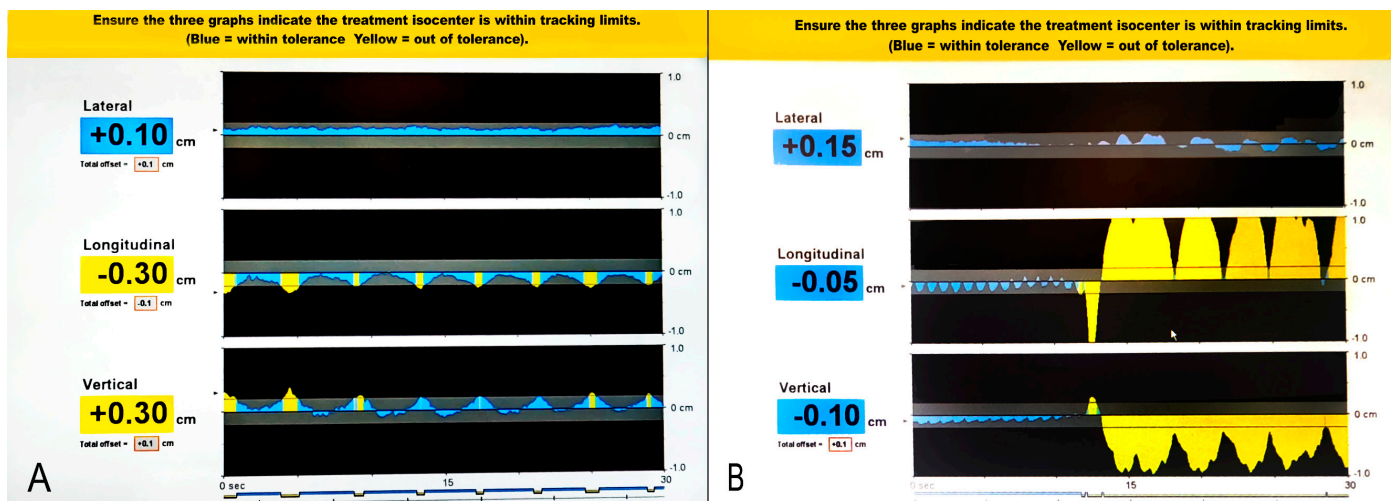 Ensure the three graphs indicate the treatment isocenter is within tracking limits.
(Blue = within tolerance Yellow = out of tolerance).
Lateral
+0.10 cm
Total offset = +0.1 cm
1.0
0 cm
-1.0
Longitudinal
-0.30 cm
Total offset = -0.1 cm
1.0
0 cm
-1.0
Vertical
+0.30 cm
Total offset = +0.1 cm
1.0
0 cm
-1.0
0 sec 15 30
A
Ensure the three graphs indicate the treatment isocenter is within tracking limits.
(Blue = within tolerance Yellow = out of tolerance).
Lateral
+0.15 cm
1.0
0 cm
-1.0
Longitudinal
-0.05 cm
1.0
0 cm
-1.0
Vertical
-0.10 cm
Total offset = +0.1 cm
1.0
0 cm
-1.0
15 30
B